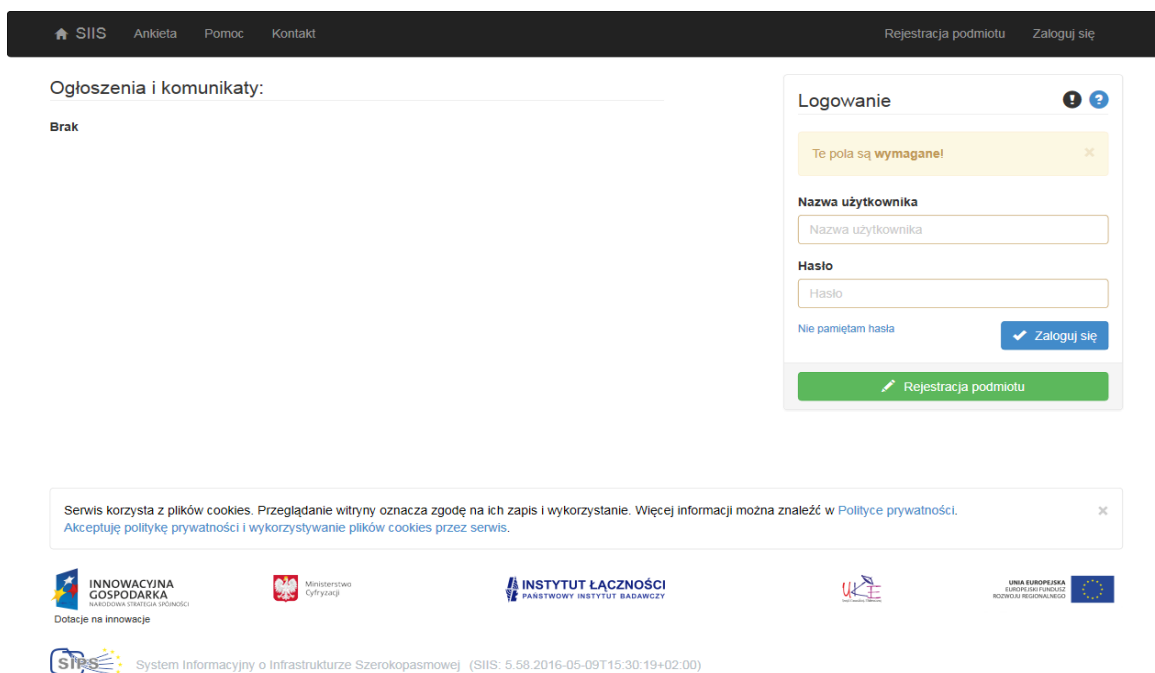 SIIS Ankieta Pomoc Kontakt Rejestracja podmiotu Zaloguj się
Ogłoszenia i komunikaty:
Brak
Logowanie
Te pola są wymagane!
Nazwa użytkownika
Nazwa użytkownika
Hasło
Hasło
Nie pamiętam hasła
Zaloguj się
Rejestracja podmiotu
Serwis korzysta z plików cookies. Przeglądanie witryny oznacza zgodę na ich zapis i wykorzystanie. Więcej informacji można znaleźć w Polityce prywatności.
Akceptuję politykę prywatności i wykorzystywanie plików cookies przez serwis.
INNOWACYJNA
GOSPODARKA
NARODOWA STRATEGIA SPÓJNOŚCI
Dotacje na innowacje
Ministerstwo
Cyfryzacji
INSTYTUT ŁĄCZNOŚCI
PAŃSTWOWY INSTYTUT BADAWCZY
UKE
UNIA EUROPEJSKA
EUROPEJSKI FUNDUSZ
ROZWOJU REGIONALNEGO
SIPS
System Informacyjny o Infrastrukturze Szerokopasmowej (SIIS: 5.58.2016-05-09T15:30:19+02:00)